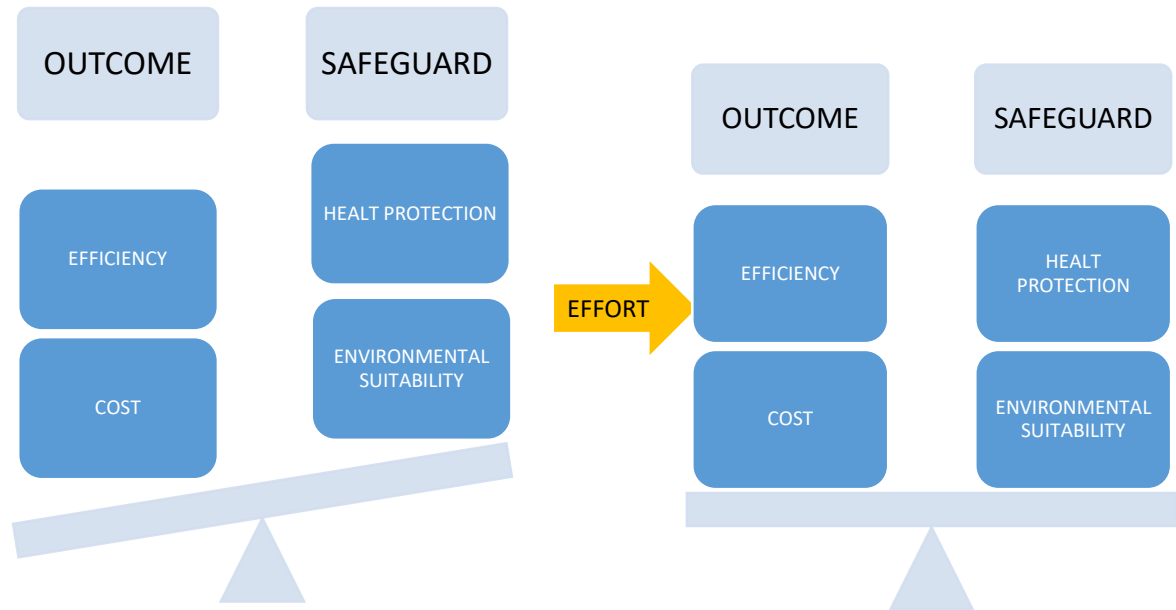 OUTCOME
SAFEGUARD
EFFICIENCY
COST
HEALT PROTECTION
ENVIRONMENTAL
SUITABILITY
EFFORT
OUTCOME
SAFEGUARD
EFFICIENCY
COST
HEALT
PROTECTION
ENVIRONMENTAL
SUITABILITY